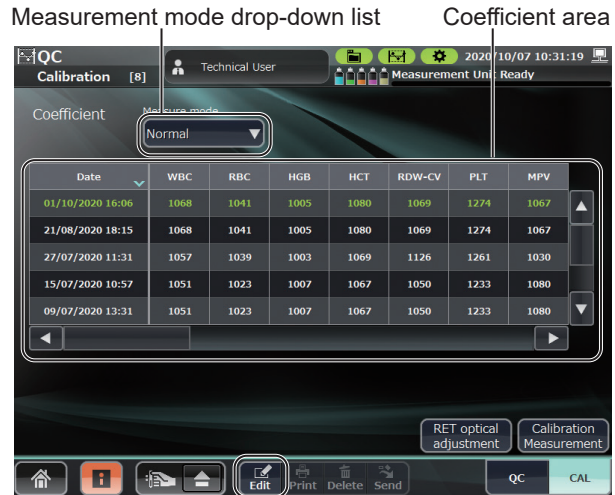 Measurement mode drop-down list Coefficient area
QC Technical User 2020/10/07 10:31:19
Calibration [8] Measurement Unit Ready
Coefficient Measure mode
Normal
Date WBC RBC HGB HCT RDW-CV PLT MPV
01/10/2020 16:06 1068 1041 1005 1080 1069 1274 1067
21/08/2020 18:15 1068 1041 1005 1080 1069 1274 1067
27/07/2020 11:31 1057 1039 1003 1069 1126 1261 1030
15/07/2020 10:57 1051 1023 1007 1067 1050 1233 1080
09/07/2020 13:31 1051 1023 1007 1067 1050 1233 1080
RET optical Calibration
adjustment Measurement
Edit Print Delete Send QC CAL